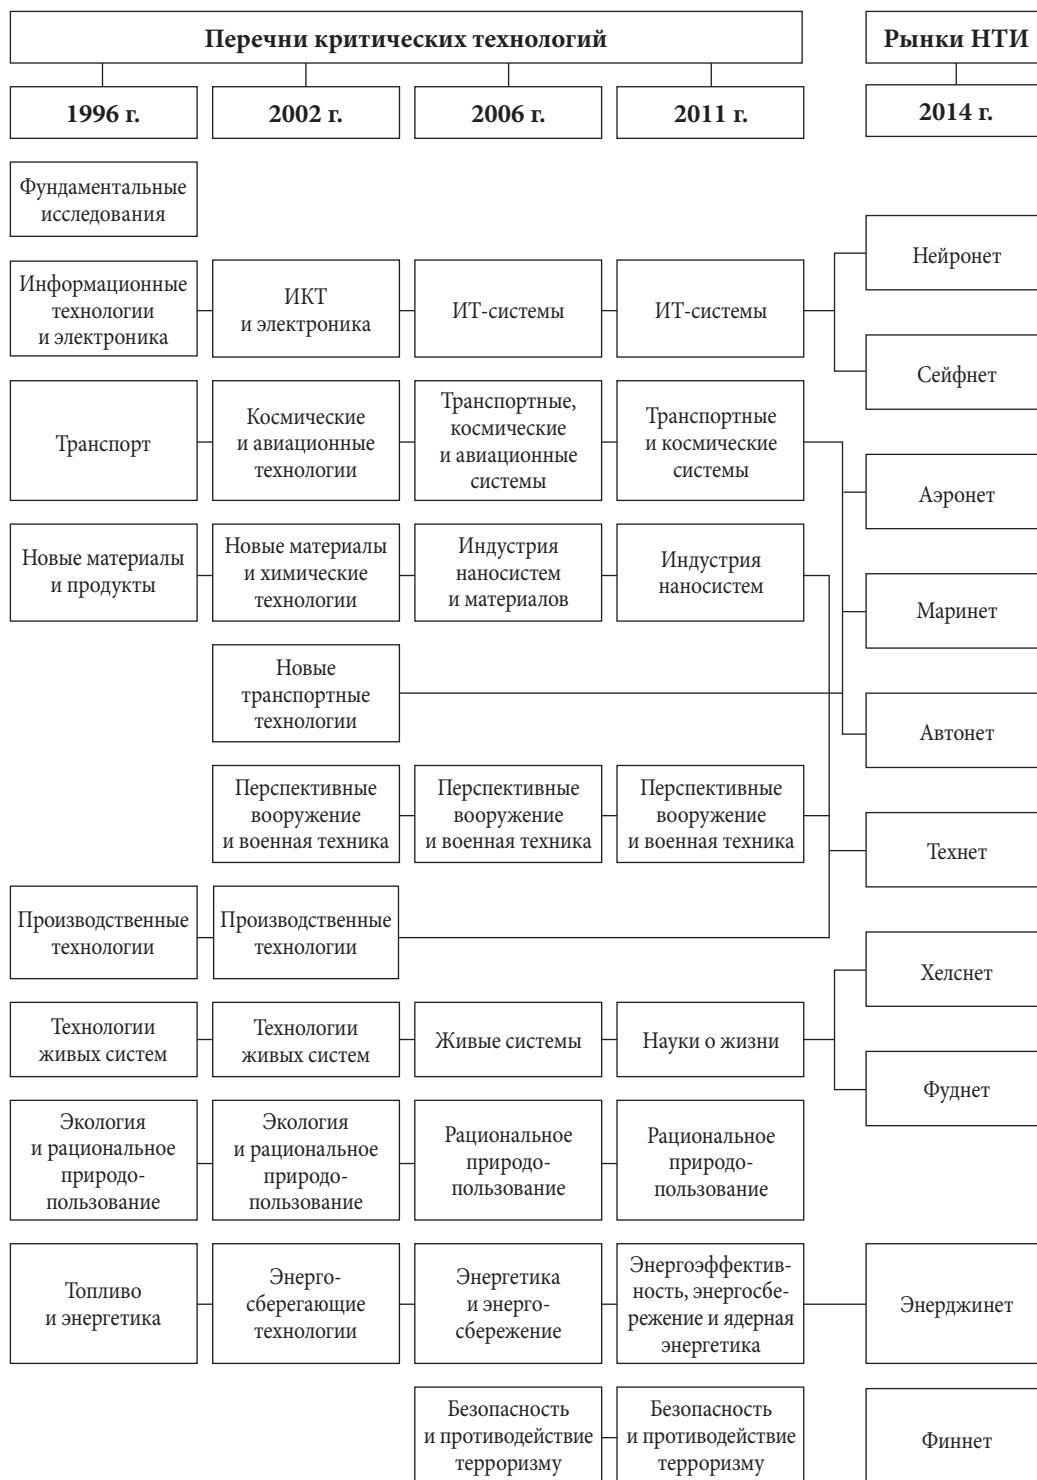 Перечни критических технологий
Рынки НТИ
1996 г.
2002 г.
2006 г.
2011 г.
2014 г.
Фундаментальные
исследования
Информационные
технологии
и электроника
ИКТ
и электроника
ИТ-системы
ИТ-системы
Нейронет
Сейфнет
Транспорт
Космические
и авиационные
технологии
Транспортные,
космические
и авиационные
системы
Транспортные
и космические
системы
Аэронет
Новые материалы
и продукты
Новые материалы
и химические
технологии
Индустрия
наносистем
и материалов
Индустрия
наносистем
Маринет
Новые
транспортные
технологии
Автонет
Перспективные
вооружение
и военная техника
Перспективные
вооружение
и военная техника
Перспективные
вооружение
и военная техника
Технет
Производственные
технологии
Производственные
технологии
Хелснет
Технологии
живых систем
Технологии
живых систем
Живые системы
Науки о жизни
Фуднет
Экология
и рациональное
природо-
пользование
Экология
и рациональное
природо-
пользование
Рациональное
природо-
пользование
Рациональное
природо-
пользование
Топливо
и энергетика
Энерго-
сберегающие
технологии
Энергетика
и энерго-
сбережение
Энергоэффектив-
ность, энергосбе-
режение и ядерная
энергетика
Энерджинет
Безопасность
и противодействие
терроризму
Безопасность
и противодействие
терроризму
Финнет